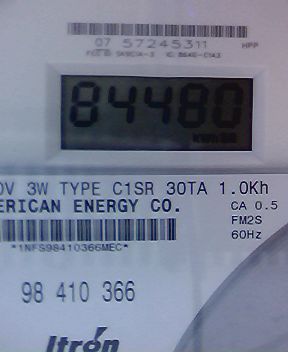 07 57245311 HPP
84480
0V 3W TYPE C1SR 30TA 1.0Kh
ERICAN ENERGY CO. CA 0.5
FM2S
60Hz
*1NFS98410366MEC*
98 410 366
Itron